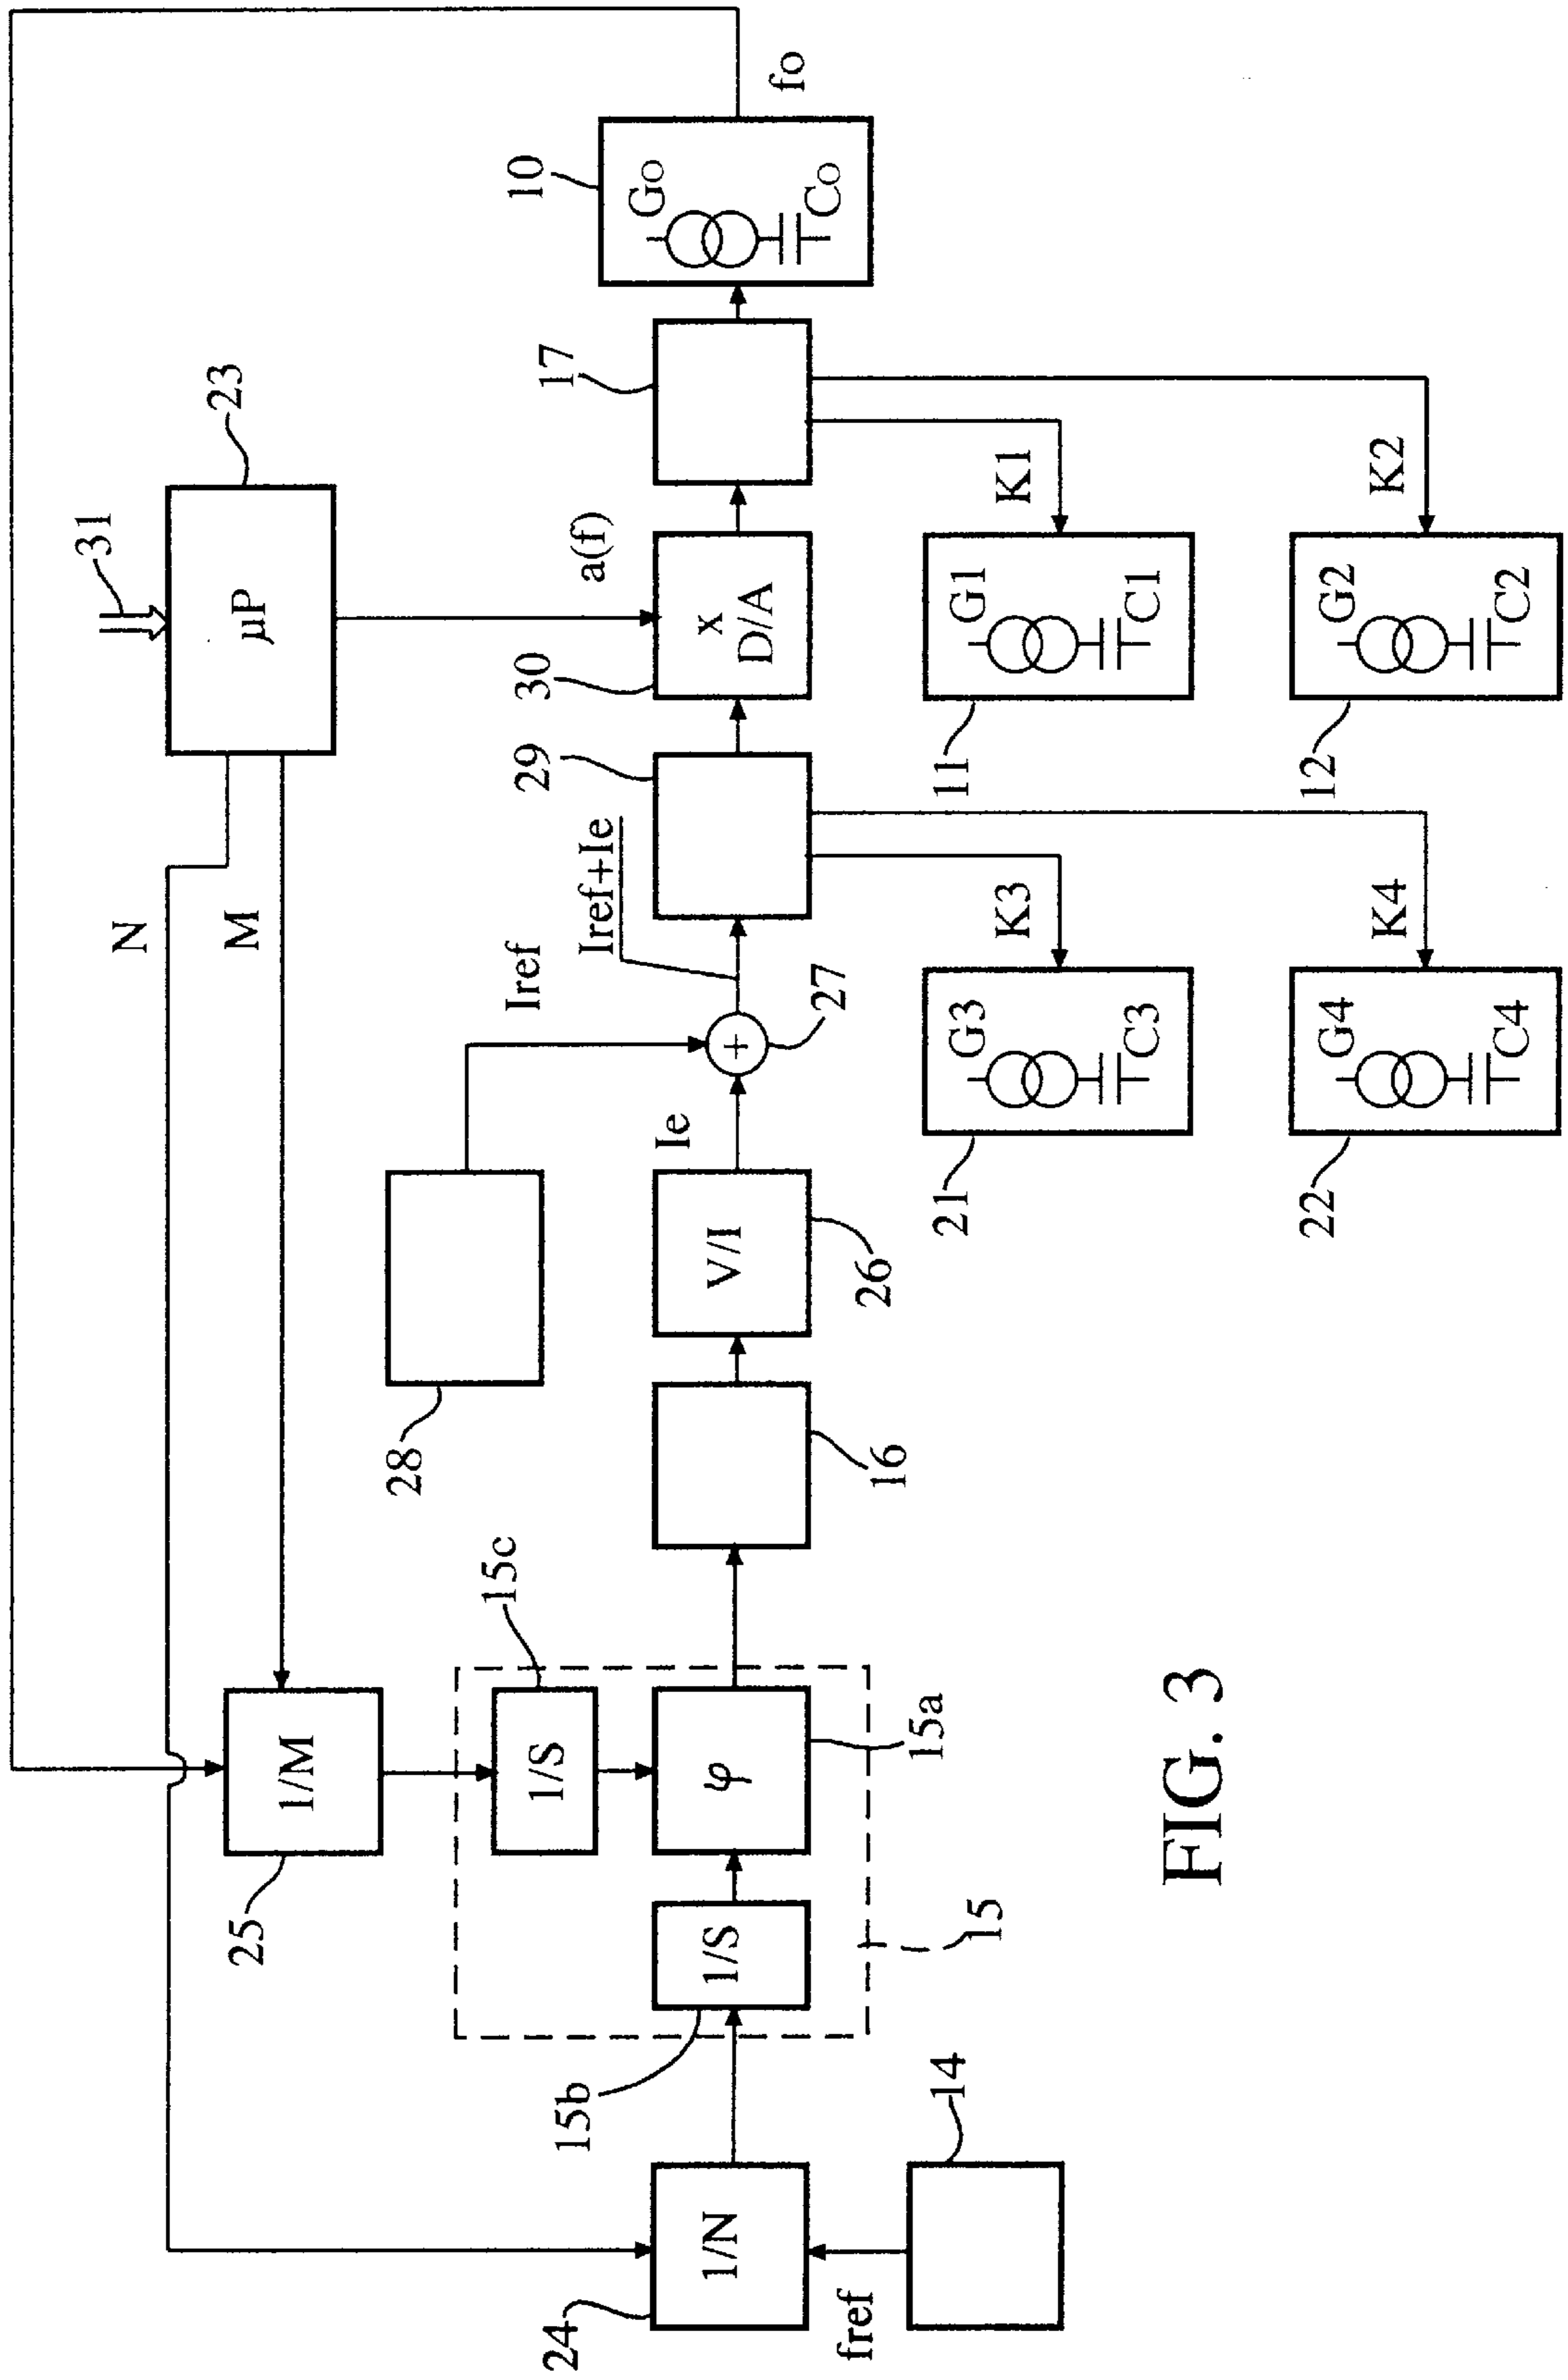 fo
10
Go
Co
17
23
31
μP
a(f)
x
D/A
30
K1
K2
G1
C1
11
G2
C2
12
29
N
M
Iref
Iref+Ie
27
+
K3
K4
G3
C3
21
G4
C4
22
Ie
V/I
26
28
16
15c
1/M
25
1/S
φ
15a
1/S
15b
15
1/N
24
14
fref
FIG. 3